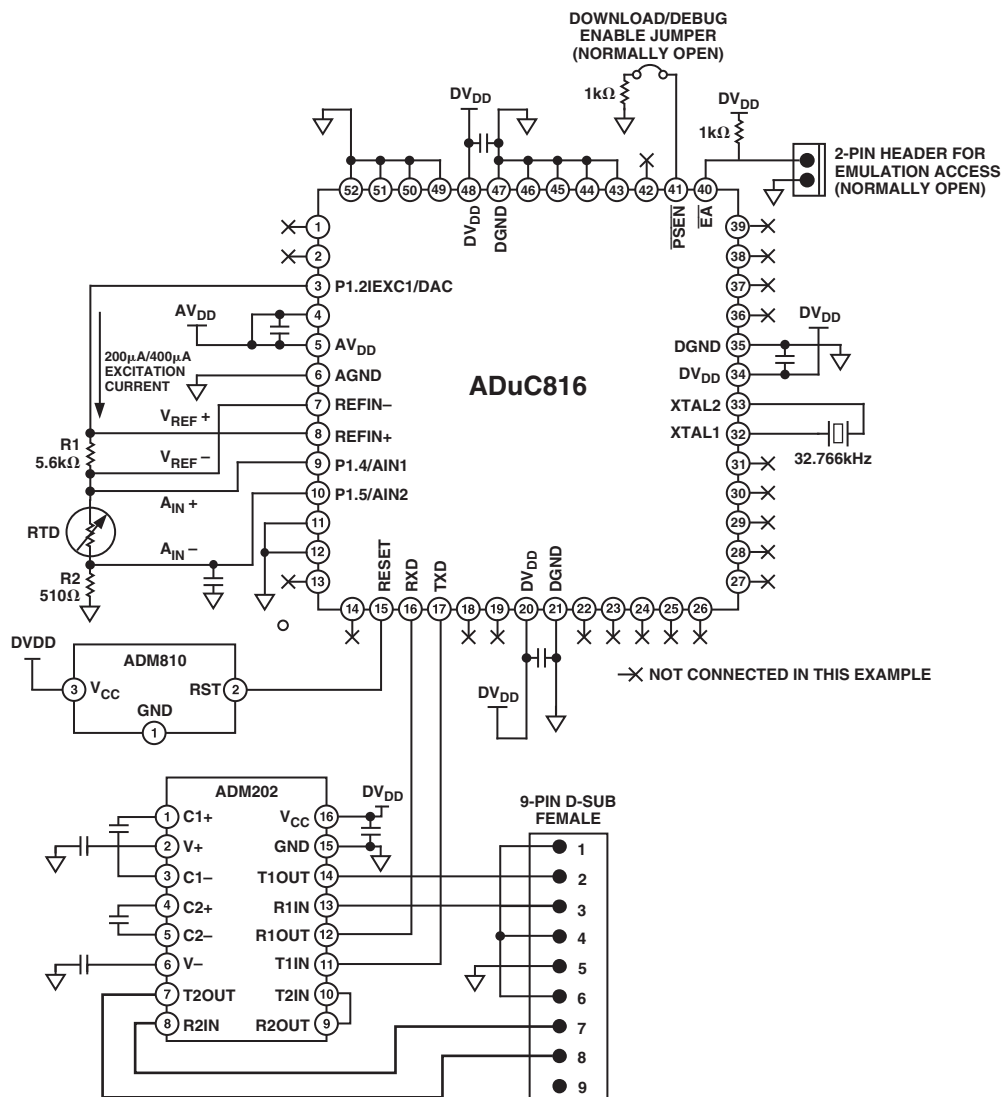 DOWNLOAD/DEBUG
ENABLE JUMPER
(NORMALLY OPEN)
1kΩ
DVDD
1kΩ
2-PIN HEADER FOR
EMULATION ACCESS
(NORMALLY OPEN)
DVDD
52 51 50 49 48 47 46 45 44 43 42 41 40
DVDD
DGND
PSEN
EA
1
2
3 P1.2IEXC1/DAC
4
5 AVDD
6 AGND
7 REFIN–
8 REFIN+
9 P1.4/AIN1
10 P1.5/AIN2
11
12
13
AVDD
200µA/400µA
EXCITATION
CURRENT
VREF +
R1
5.6kΩ
VREF –
AIN +
RTD
AIN –
R2
510Ω
ADuC816
39
38
37
36
DGND 35
DVDD 34
XTAL2 33
XTAL1 32
31
30
29
28
27
DVDD
32.766kHz
RESET
RXD
TXD
DVDD
DGND
14 15 16 17 18 19 20 21 22 23 24 25 26
DVDD
NOT CONNECTED IN THIS EXAMPLE
DVDD
ADM810
3 VCC
RST 2
GND
1
ADM202
DVDD
1 C1+
2 V+
3 C1–
4 C2+
5 C2–
6 V–
7 T2OUT
8 R2IN
VCC 16
GND 15
T1OUT 14
R1IN 13
R1OUT 12
T1IN 11
T2IN 10
R2OUT 9
9-PIN D-SUB
FEMALE
1
2
3
4
5
6
7
8
9